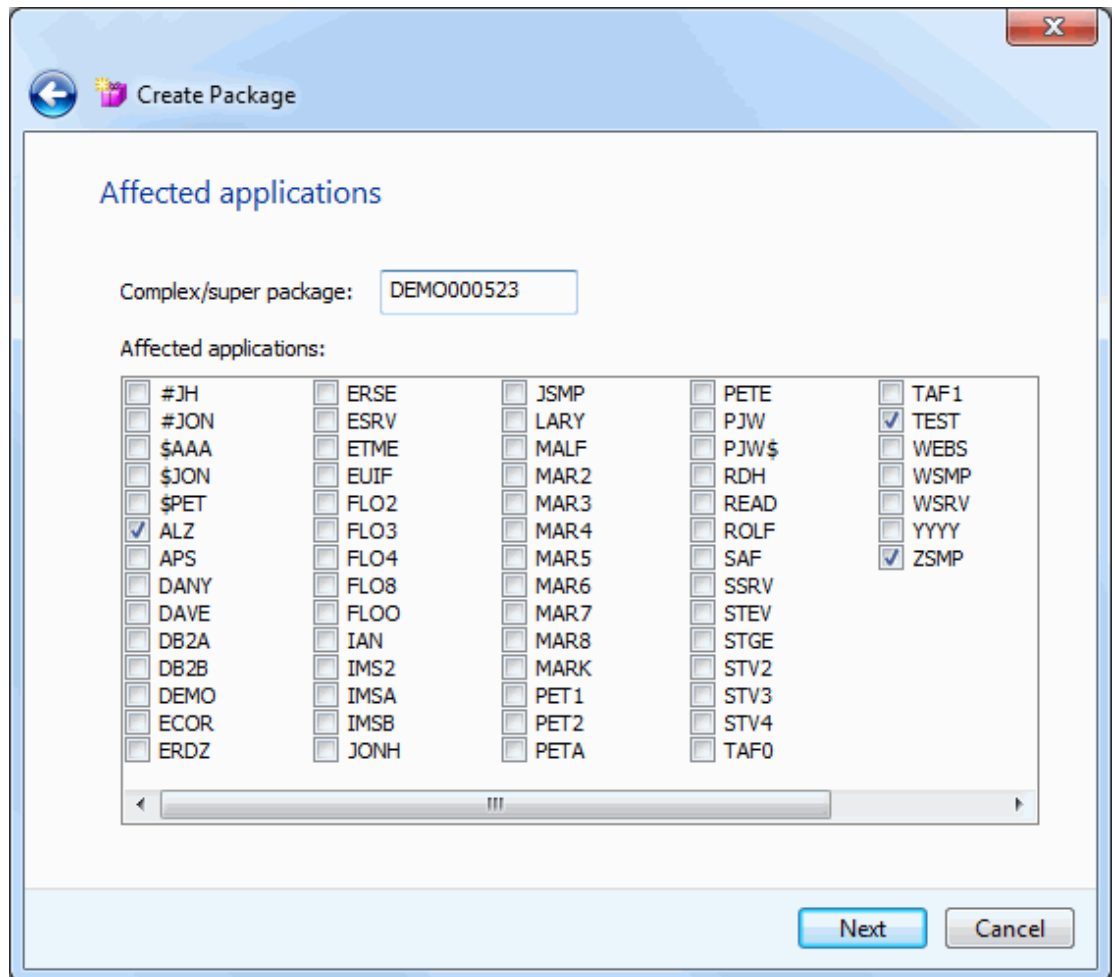 Create Package
Affected applications
Complex/super package: DEMO000523
Affected applications:
#JH ERSE JSMP PETE TAF1
#JON ESRV LARY PJW TEST
$AAA ETME MALF PJW$ WEBS
$JON EUIF MAR2 RDH WSMP
$PET FLO2 MAR3 READ WSRV
ALZ FLO3 MAR4 ROLF YYYY
APS FLO4 MAR5 SAF ZSMP
DANY FLO8 MAR6 SSRV
DAVE FLOO MAR7 STEV
DB2A IAN MAR8 STGE
DB2B IMS2 MARK STV2
DEMO IMSA PET1 STV3
ECOR IMSB PET2 STV4
ERDZ JONH PETA TAF0
Next Cancel